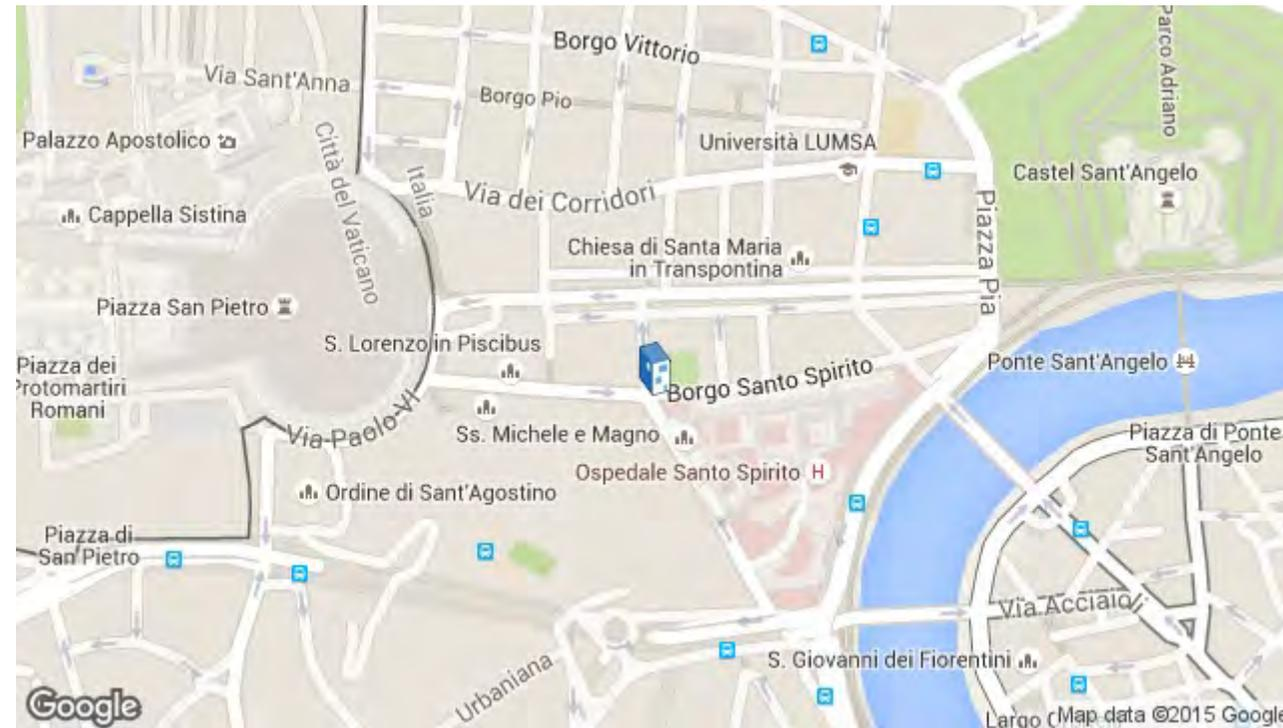 Borgo Vittorio
Parco Adriano
Via Sant'Anna
Borgo Pio
Palazzo Apostolico
Città del Vaticano
Italia
Università LUMSA
Castel Sant'Angelo
Via dei Corridori
Piazza Pia
Cappella Sistina
Chiesa di Santa Maria
in Transpontina
Piazza San Pietro
S. Lorenzo in Piscibus
Piazza dei
Protomartiri
Romani
Borgo Santo Spirito
Ponte Sant'Angelo
Via Paolo VI
Ss. Michele e Magno
Piazza di Ponte
Sant'Angelo
Ospedale Santo Spirito H
Ordine di Sant'Agostino
Piazza di
San Pietro
Via Acciaioli
Urbaniana
S. Giovanni dei Fiorentini
Google
Largo
Map data ©2015 Google